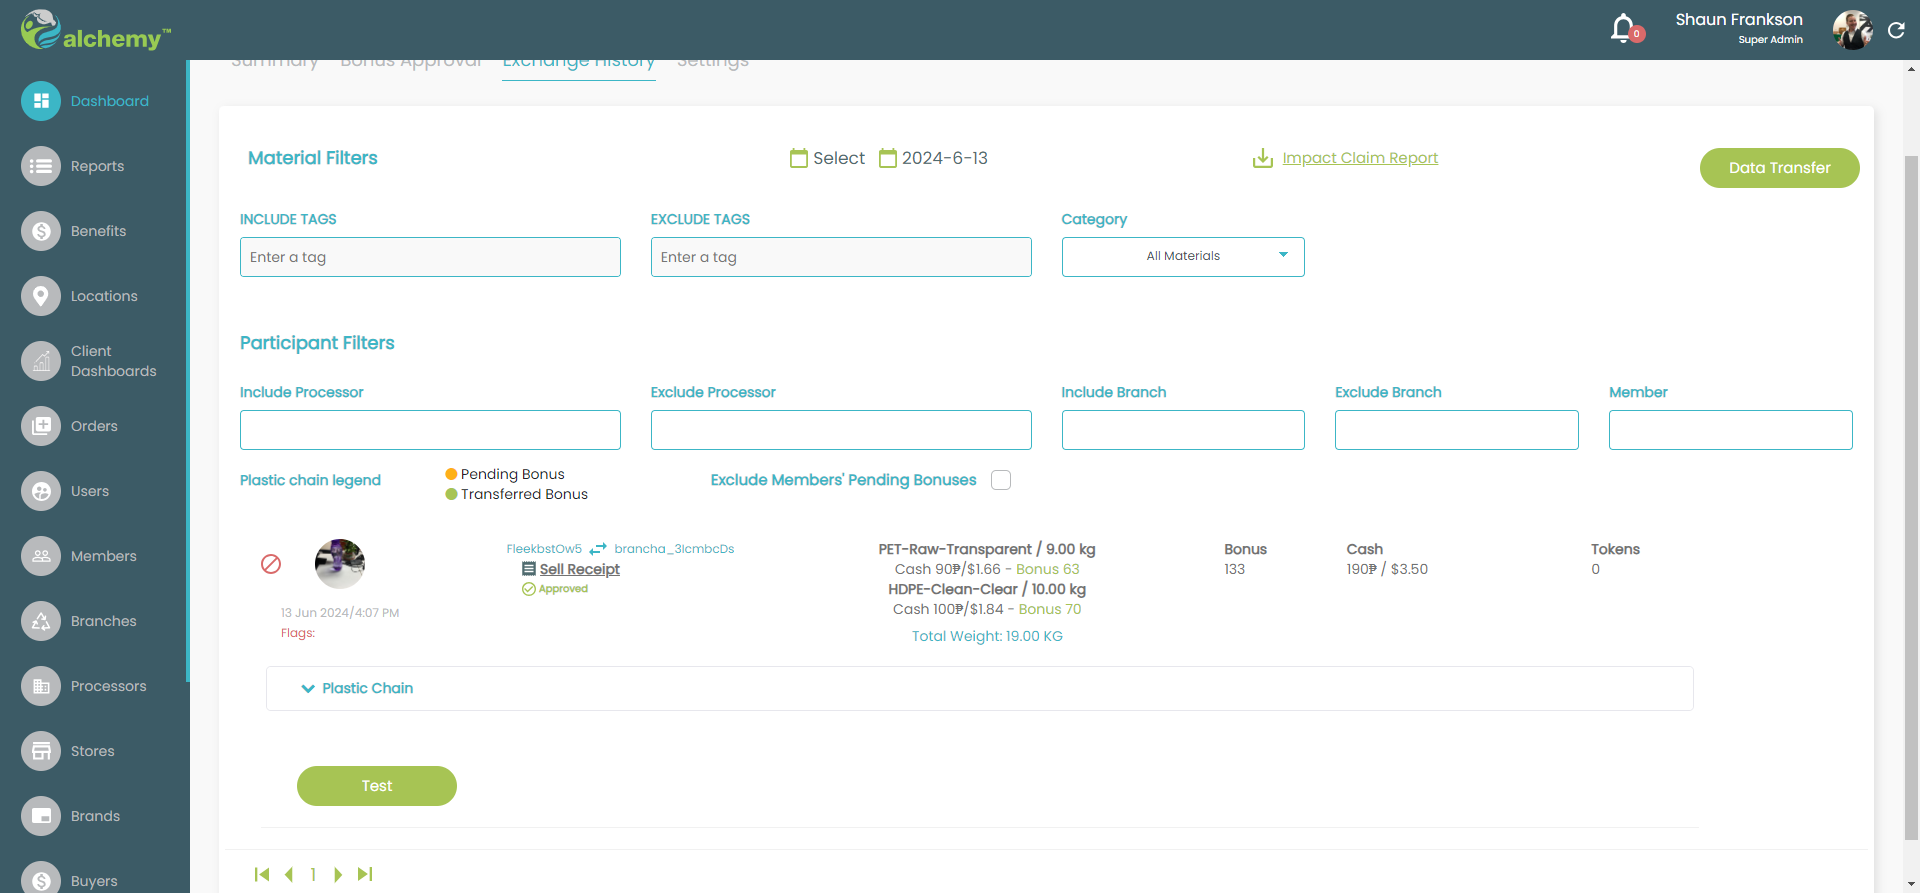 alchemy™
0
Shaun Frankson
Super Admin
Summary Bonus Approval Exchange History Settings
Dashboard
Reports
Benefits
Locations
Client
Dashboards
Orders
Users
Members
Branches
Processors
Stores
Brands
Buyers
Material Filters
Select 2024-6-13
Impact Claim Report
Data Transfer
INCLUDE TAGS
EXCLUDE TAGS
Category
Enter a tag
Enter a tag
All Materials
Participant Filters
Include Processor
Exclude Processor
Include Branch
Exclude Branch
Member
Plastic chain legend
Pending Bonus
Transferred Bonus
Exclude Members' Pending Bonuses
13 Jun 2024/4:07 PM
Flags:
FleekbstOw5 brancha_3lcmbcDs
Sell Receipt
Approved
PET-Raw-Transparent / 9.00 kg
Cash 90₱/$1.66 - Bonus 63
HDPE-Clean-Clear / 10.00 kg
Cash 100₱/$1.84 - Bonus 70
Total Weight: 19.00 KG
Bonus
133
Cash
190₱ / $3.50
Tokens
0
Plastic Chain
Test
1